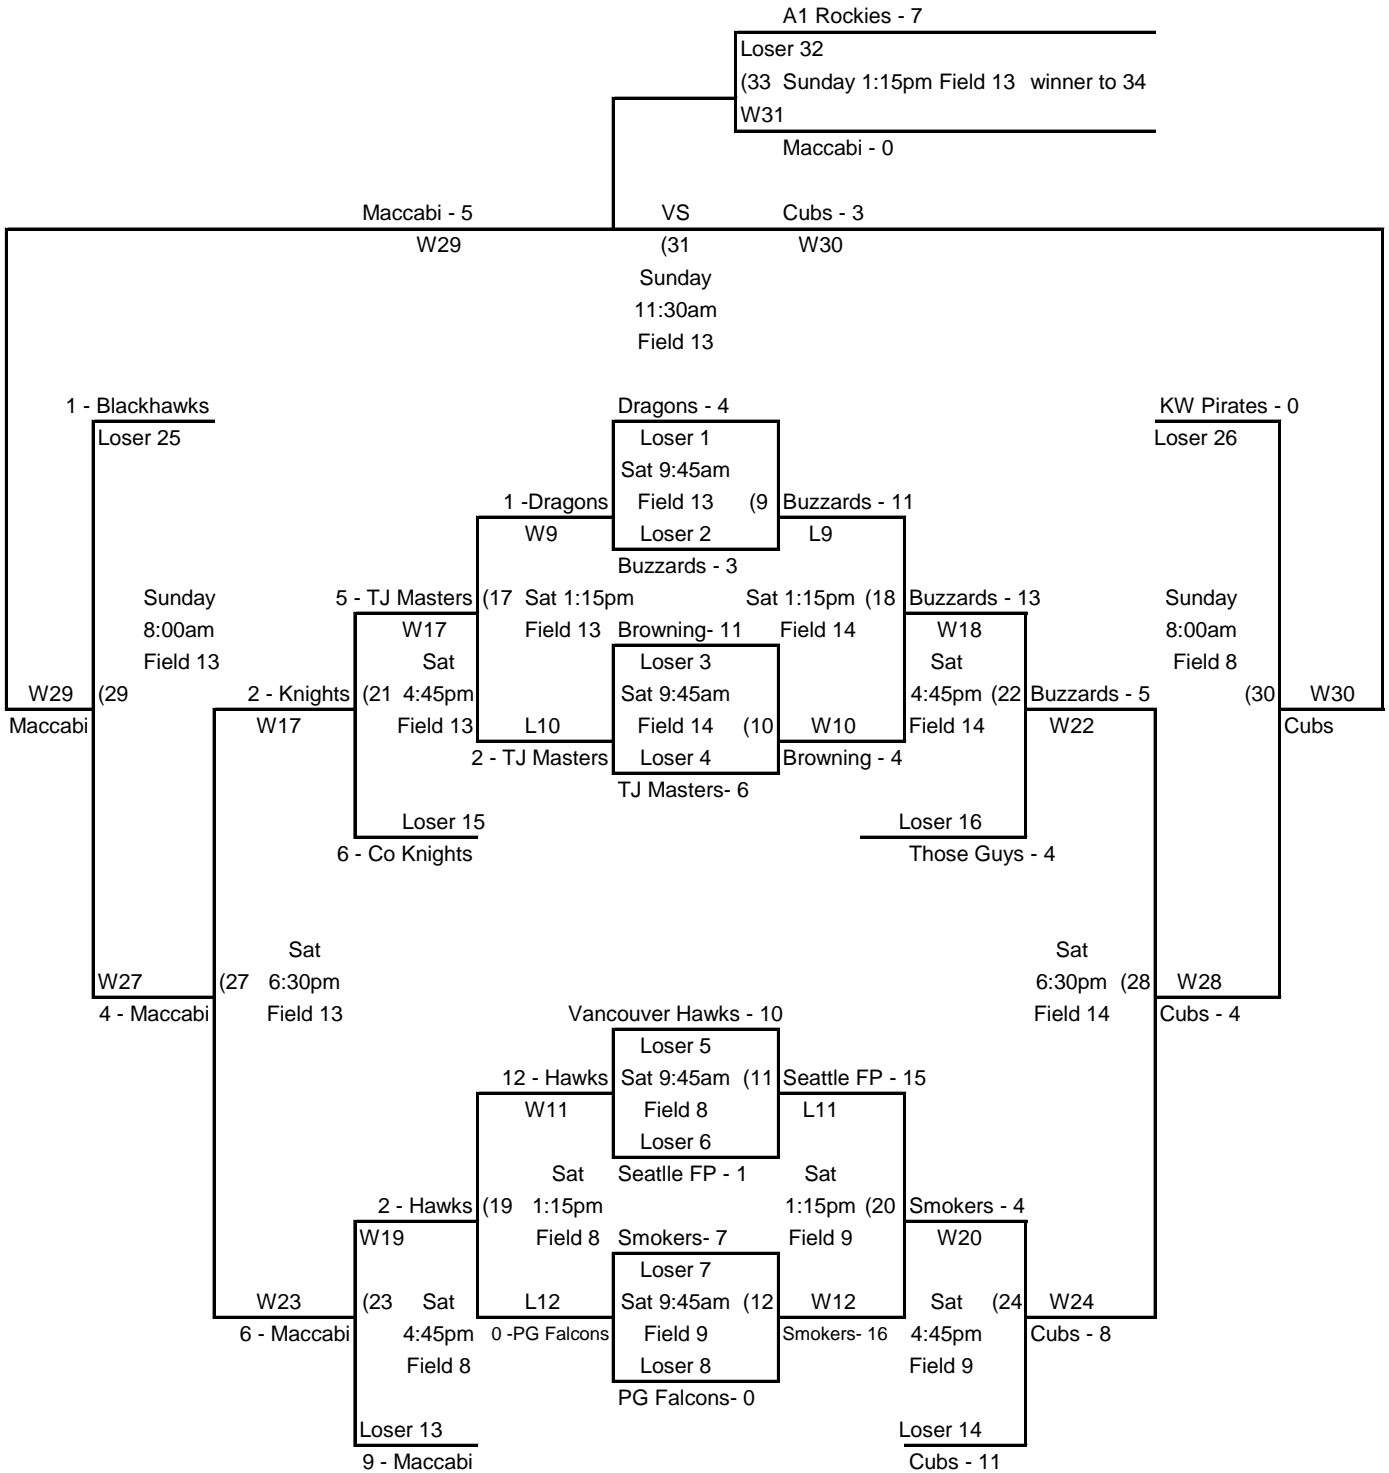 A1 Rockies - 7
Loser 32
(33 Sunday 1:15pm Field 13 winner to 34
W31
Maccabi - 0
Maccabi - 5 VS Cubs - 3
W29 (31 W30
Sunday
11:30am
Field 13
1 - Blackhawks Dragons - 4 KW Pirates - 0
Loser 25 Loser 1 Loser 26
Sat 9:45am
1 -Dragons Field 13 (9 Buzzards - 11
W9 Loser 2 L9
Buzzards - 3
Sunday 5 - TJ Masters (17 Sat 1:15pm Sat 1:15pm (18 Buzzards - 13 Sunday
8:00am W17 Field 13 Browning- 11 Field 14 W18 8:00am
Field 13 Sat Loser 3 Sat Field 8
W29 (29 2 - Knights (21 4:45pm Sat 9:45am 4:45pm (22 Buzzards - 5 (30 W30
Maccabi W17 Field 13 L10 Field 14 (10 W10 Field 14 W22 Cubs
2 - TJ Masters Loser 4 Browning - 4
TJ Masters- 6
Loser 15 Loser 16
6 - Co Knights Those Guys - 4
Sat Sat
W27 (27 6:30pm 6:30pm (28 W28
4 - Maccabi Field 13 Vancouver Hawks - 10 Field 14 Cubs - 4
Loser 5
12 - Hawks Sat 9:45am (11 Seattle FP - 15
W11 Field 8 L11
Loser 6
Sat Seatlle FP - 1 Sat
2 - Hawks (19 1:15pm 1:15pm (20 Smokers - 4
W19 Field 8 Smokers- 7 Field 9 W20
Loser 7
W23 (23 Sat L12 Sat 9:45am (12 W12 Sat (24 W24
6 - Maccabi 4:45pm 0 -PG Falcons Field 9 Smokers- 16 4:45pm Cubs - 8
Field 8 Loser 8 Field 9
PG Falcons- 0
Loser 13 Loser 14
9 - Maccabi Cubs - 11